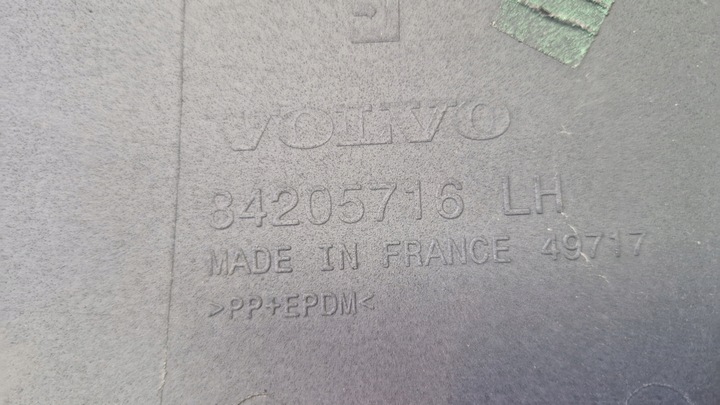 VOLVO
84205716 LH
MADE IN FRANCE 49717
>PP+EPDM<